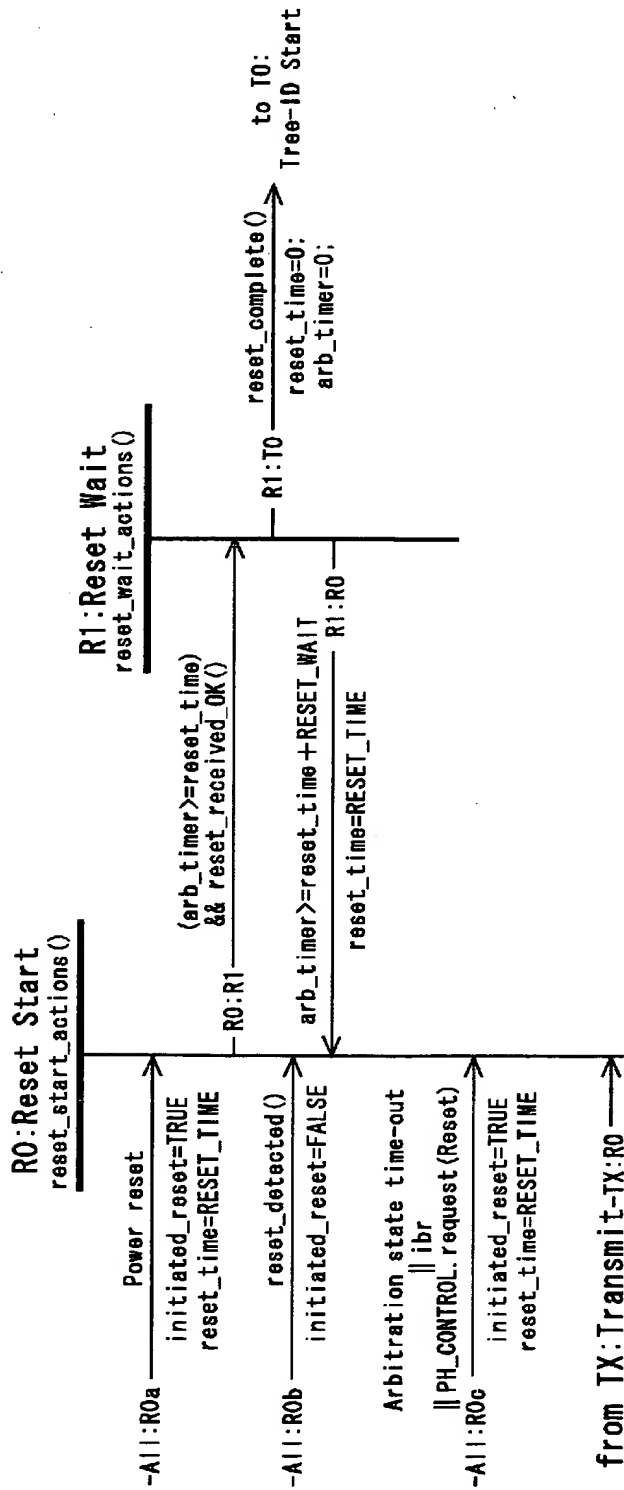 R0:Reset Start
reset_start_actions()
-All:R0a
Power reset
initiated_reset=TRUE
reset_time=RESET_TIME
R0:R1
(arb_timer>=reset_time)
&& reset_received_OK()
-All:R0b
reset_detected()
initiated_reset=FALSE
arb_timer>=reset_time+RESET_WAIT
R1:R0
reset_time=RESET_TIME
Arbitration state time-out
|| ibr
|| PH_CONTROL.request(Reset)
-All:R0c
initiated_reset=TRUE
reset_time=RESET_TIME
from TX:Transmit-TX:R0
R1:Reset Wait
reset_wait_actions()
R1:T0
reset_complete()
reset_time=0;
arb_timer=0;
to T0:
Tree-ID Start